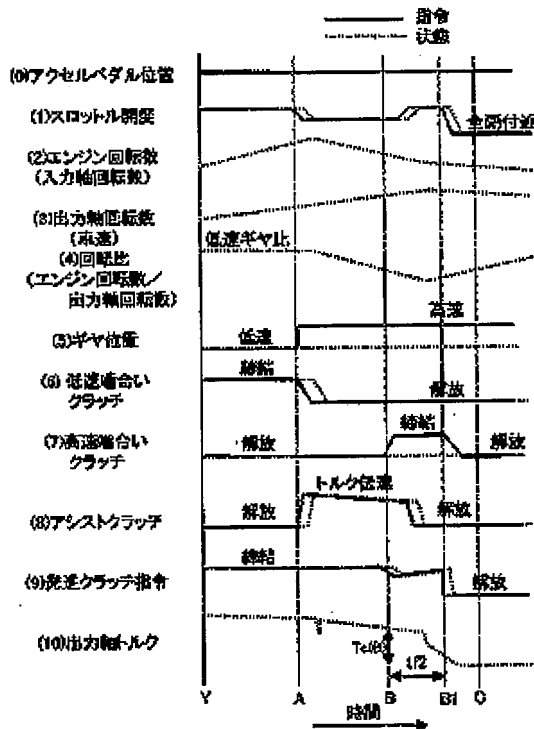 指令
状態
(0)アクセルペダル位置
(1)スロットル開度
全閉付近
(2)エンジン回転数
(入力軸回転数)
(3)出力軸回転数
(車速)
低速ギヤ比
(4)回転比
(エンジン回転数／
出力軸回転数)
高速
(5)ギヤ位置
低速
締結
(6)低速噛合い
クラッチ
解放
締結
(7)高速噛合い
クラッチ
解放
解放
トルク伝達
(8)アシストクラッチ
解放
解放
締結
(9)発進クラッチ指令
解放
(10)出力軸トルク
tf2
Y
A
B
Bf
C
時間